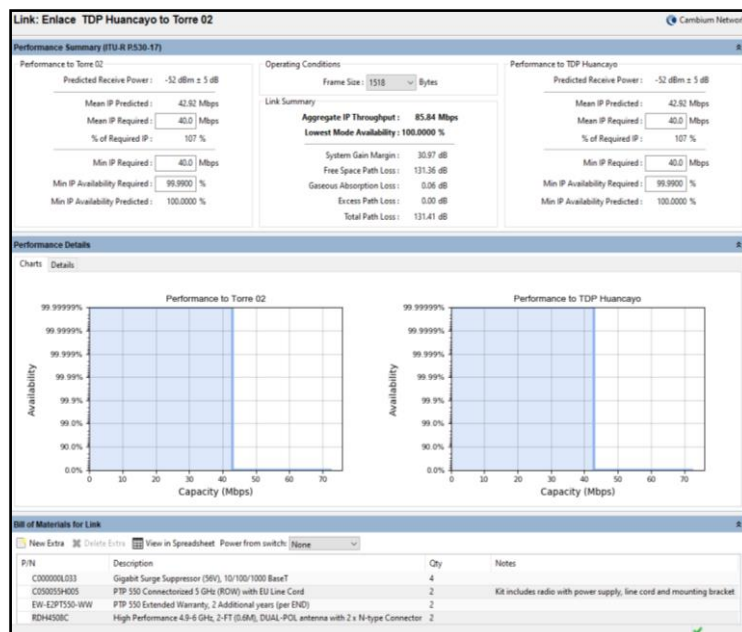 Link: Enlace TDP Huancayo to Torre 02
Cambium Networ
Performance Summary (ITU-R P.530-17)
Performance to Torre 02
Predicted Receive Power : -52 dBm ± 5 dB
Mean IP Predicted : 42.92 Mbps
Mean IP Required : 40.0 Mbps
% of Required IP : 107 %
Min IP Required : 40.0 Mbps
Min IP Availability Required : 99.9900 %
Min IP Availability Predicted : 100.0000 %
Operating Conditions
Frame Size : 1518 Bytes
Link Summary
Aggregate IP Throughput : 85.84 Mbps
Lowest Mode Availability : 100.0000 %
System Gain Margin : 30.97 dB
Free Space Path Loss : 131.36 dB
Gaseous Absorption Loss : 0.06 dB
Excess Path Loss : 0.00 dB
Total Path Loss : 131.41 dB
Performance to TDP Huancayo
Predicted Receive Power : -52 dBm ± 5 dB
Mean IP Predicted : 42.92 Mbps
Mean IP Required : 40.0 Mbps
% of Required IP : 107 %
Min IP Required : 40.0 Mbps
Min IP Availability Required : 99.9900 %
Min IP Availability Predicted : 100.0000 %
Performance Details
Charts Details
Performance to Torre 02
99.99999%
99.9999%
99.999%
99.99%
99.9%
99.0%
90.0%
0.0%
Availability
0 10 20 30 40 50 60 70
Capacity (Mbps)
Performance to TDP Huancayo
99.99999%
99.9999%
99.999%
99.99%
99.9%
99.0%
90.0%
0.0%
Availability
0 10 20 30 40 50 60 70
Capacity (Mbps)
Bill of Materials for Link
New Extra Delete Extra View in Spreadsheet Power from switch: None
P/N Description Qty Notes
C000000L033 Gigabit Surge Suppressor (56V), 10/100/1000 BaseT 4
C050055H005 PTP 550 Connectorized 5 GHz (ROW) with EU Line Cord 2 Kit includes radio with power supply, line cord and mounting bracket
EW-E2PT550-WW PTP 550 Extended Warranty, 2 Additional years (per END) 2
RDH4508C High Performance 4.9–6 GHz, 2-FT (0.6M), DUAL-POL antenna with 2 x N-type Connector 2